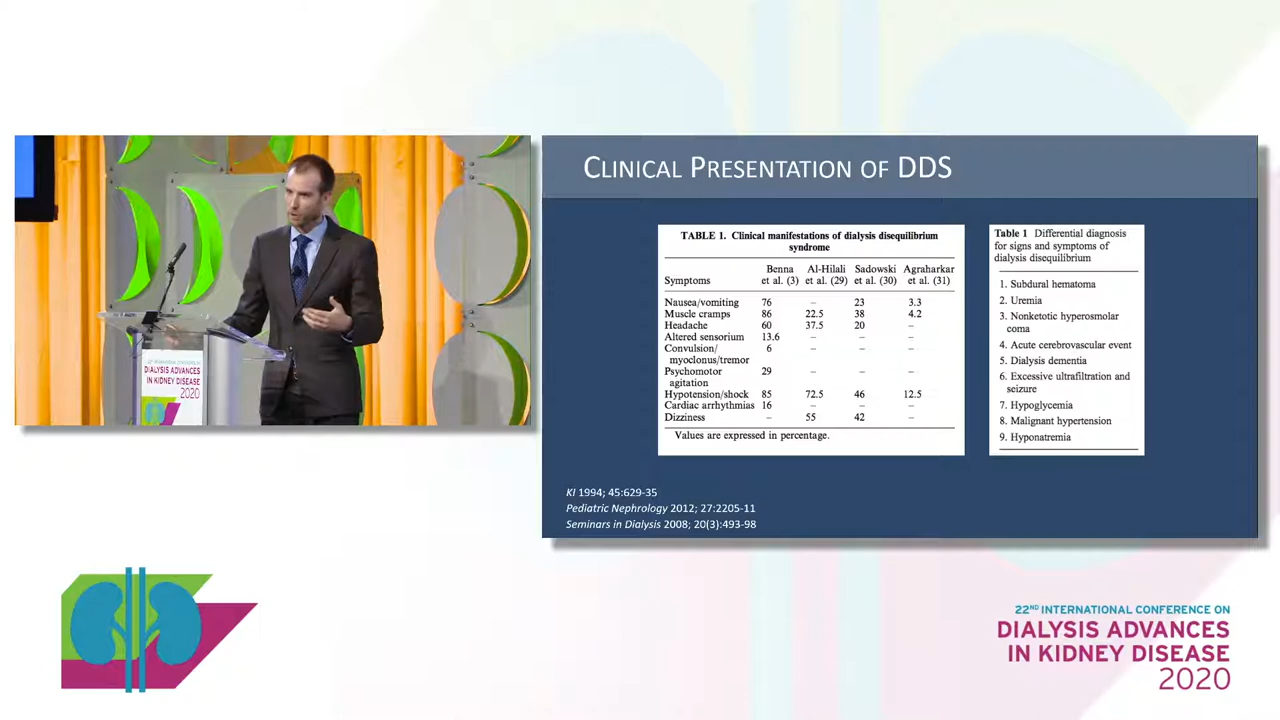 22ND INTERNATIONAL CONFERENCE ON
DIALYSIS ADVANCES
IN KIDNEY DISEASE
2020
CLINICAL PRESENTATION OF DDS
TABLE 1. Clinical manifestations of dialysis disequilibrium
syndrome
Symptoms Benna et al. (3) Al-Hilali et al. (29) Sadowski et al. (30) Agraharkar et al. (31)
Nausea/vomiting 76 – 23 3.3
Muscle cramps 86 22.5 38 4.2
Headache 60 37.5 20 –
Altered sensorium 13.6 – – –
Convulsion/ 6 – – –
myoclonus/tremor
Psychomotor 29 – – –
agitation
Hypotension/shock 85 72.5 46 12.5
Cardiac arrhythmias 16 – – –
Dizziness – 55 42 –
Values are expressed in percentage.
Table 1 Differential diagnosis
for signs and symptoms of
dialysis disequilibrium
1. Subdural hematoma
2. Uremia
3. Nonketotic hyperosmolar
coma
4. Acute cerebrovascular event
5. Dialysis dementia
6. Excessive ultrafiltration and
seizure
7. Hypoglycemia
8. Malignant hypertension
9. Hyponatremia
KI 1994; 45:629-35
Pediatric Nephrology 2012; 27:2205-11
Seminars in Dialysis 2008; 20(3):493-98
22ND INTERNATIONAL CONFERENCE ON
DIALYSIS ADVANCES
IN KIDNEY DISEASE
2020